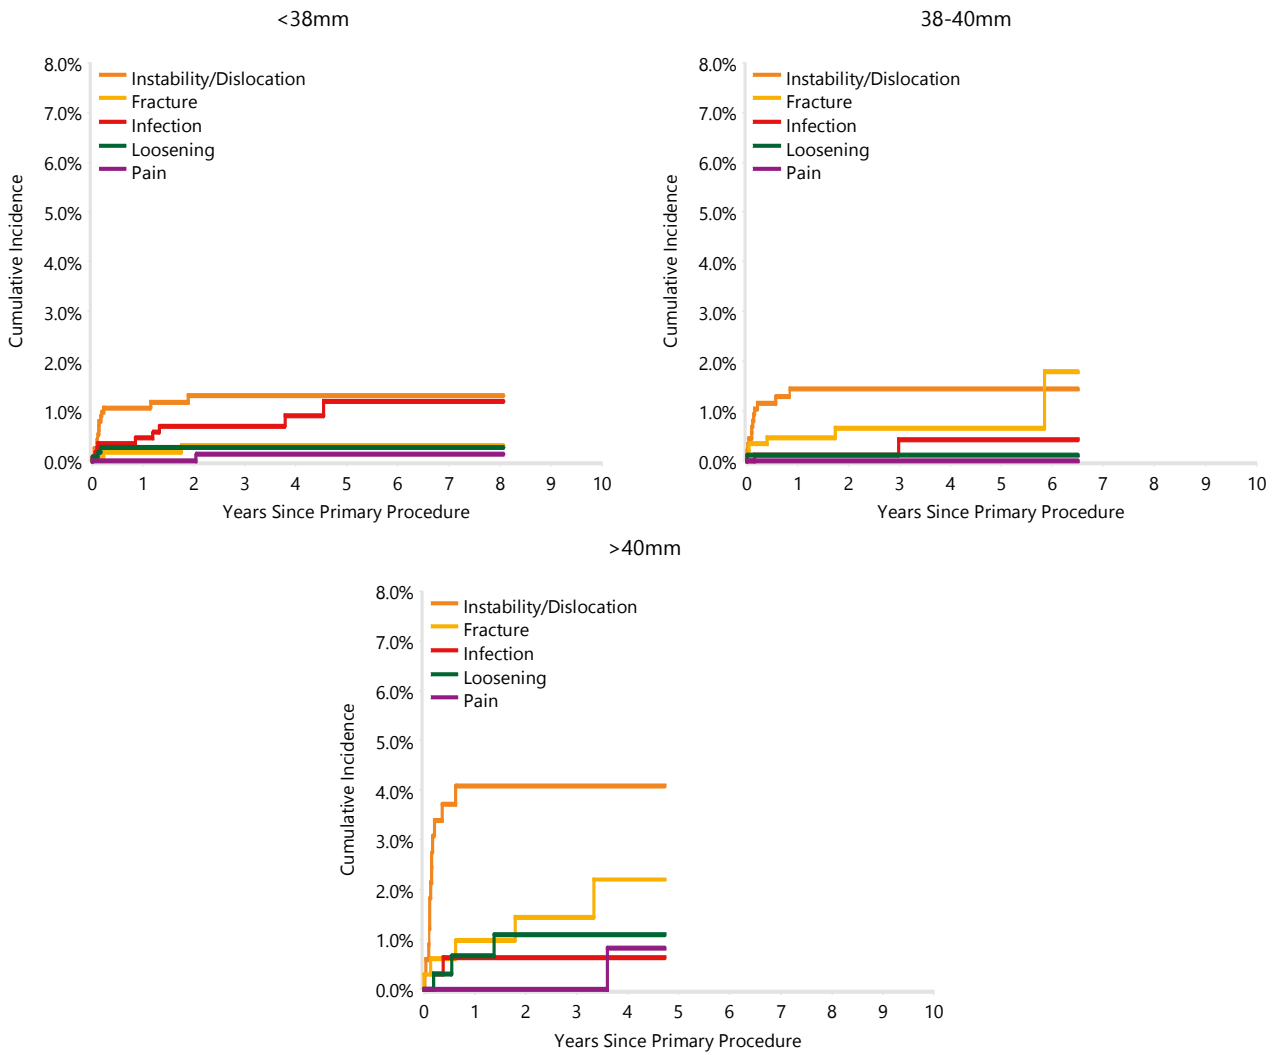 <38mm
8.0%
7.0%
6.0%
5.0%
4.0%
3.0%
2.0%
1.0%
0.0%
Cumulative Incidence
Instability/Dislocation
Fracture
Infection
Loosening
Pain
0 1 2 3 4 5 6 7 8 9 10
Years Since Primary Procedure
38-40mm
8.0%
7.0%
6.0%
5.0%
4.0%
3.0%
2.0%
1.0%
0.0%
Cumulative Incidence
Instability/Dislocation
Fracture
Infection
Loosening
Pain
0 1 2 3 4 5 6 7 8 9 10
Years Since Primary Procedure
>40mm
8.0%
7.0%
6.0%
5.0%
4.0%
3.0%
2.0%
1.0%
0.0%
Cumulative Incidence
Instability/Dislocation
Fracture
Infection
Loosening
Pain
0 1 2 3 4 5 6 7 8 9 10
Years Since Primary Procedure